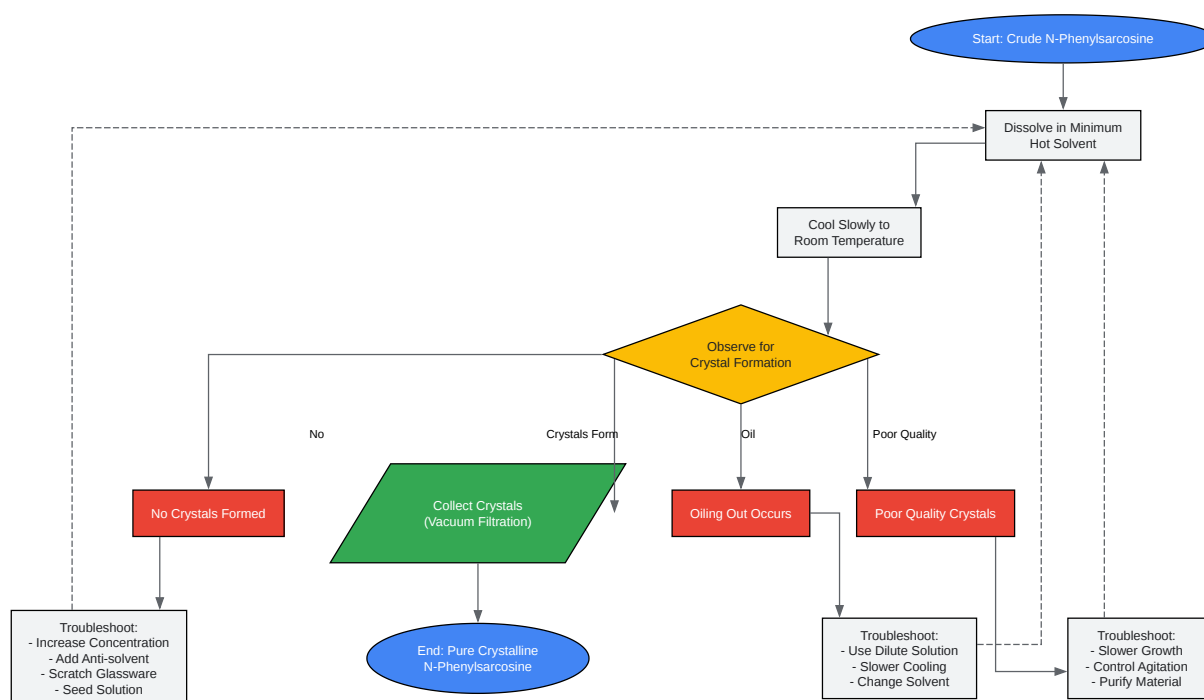 Start: Crude N-Phenylsarcosine
Dissolve in Minimum
Hot Solvent
Cool Slowly to
Room Temperature
Observe for
Crystal Formation
No
Crystals Form
Oil
Poor Quality
No Crystals Formed
Collect Crystals
(Vacuum Filtration)
Oiling Out Occurs
Poor Quality Crystals
Troubleshoot:
- Increase Concentration
- Add Anti-solvent
- Scratch Glassware
- Seed Solution
End: Pure Crystalline
N-Phenylsarcosine
Troubleshoot:
- Use Dilute Solution
- Slower Cooling
- Change Solvent
Troubleshoot:
- Slower Growth
- Control Agitation
- Purify Material